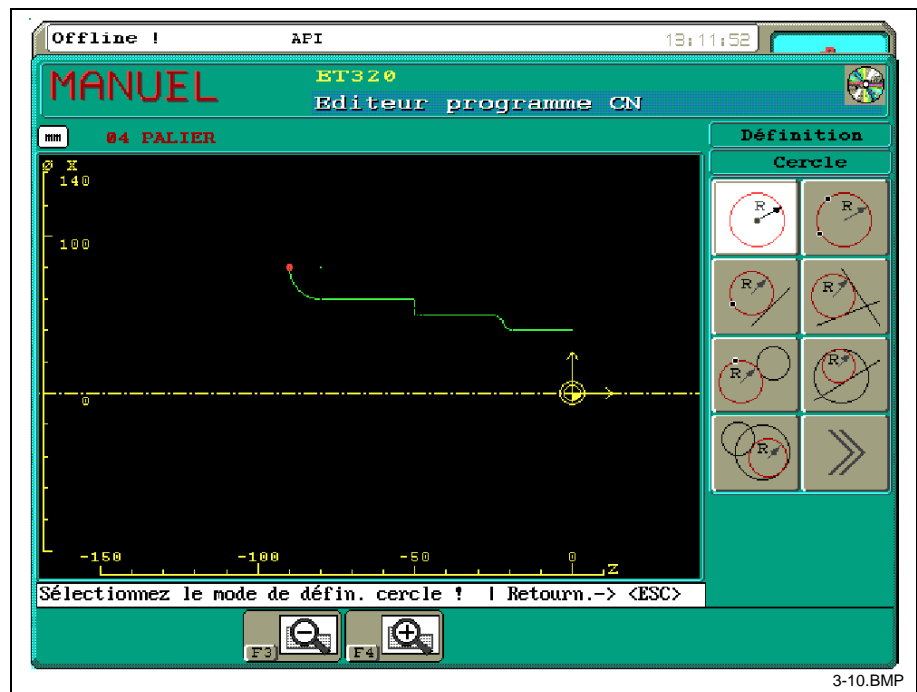 Offline ! API 13:11:52
MANUEL
ET320
Editeur programme CN
mm 04 PALIER
Définition
Cercle
Ø X
140
100
0
-150 -100 -50 0
Z
R R
R R
R R
R
Sélectionnez le mode de défin. cercle ! | Retourn.-> <ESC>
F3 F4
3-10.BMP